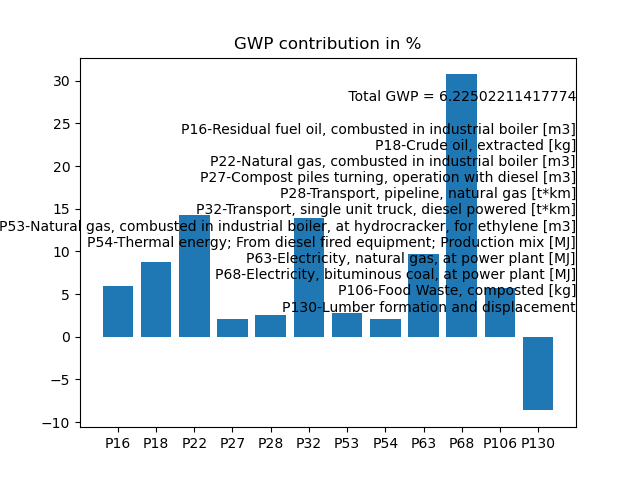 GWP contribution in %
30
Total GWP = 6.22502211417774
25
P16-Residual fuel oil, combusted in industrial boiler [m3]
P18-Crude oil, extracted [kg]
20
P22-Natural gas, combusted in industrial boiler [m3]
P27-Compost piles turning, operation with diesel [m3]
P28-Transport, pipeline, natural gas [t*km]
15
P32-Transport, single unit truck, diesel powered [t*km]
P53-Natural gas, combusted in industrial boiler, at hydrocracker, for ethylene [m3]
P54-Thermal energy; From diesel fired equipment; Production mix [MJ]
10
P63-Electricity, natural gas, at power plant [MJ]
P68-Electricity, bituminous coal, at power plant [MJ]
5
P106-Food Waste, composted [kg]
P130-Lumber formation and displacement
0
−5
−10
P16 P18 P22 P27 P28 P32 P53 P54 P63 P68 P106 P130